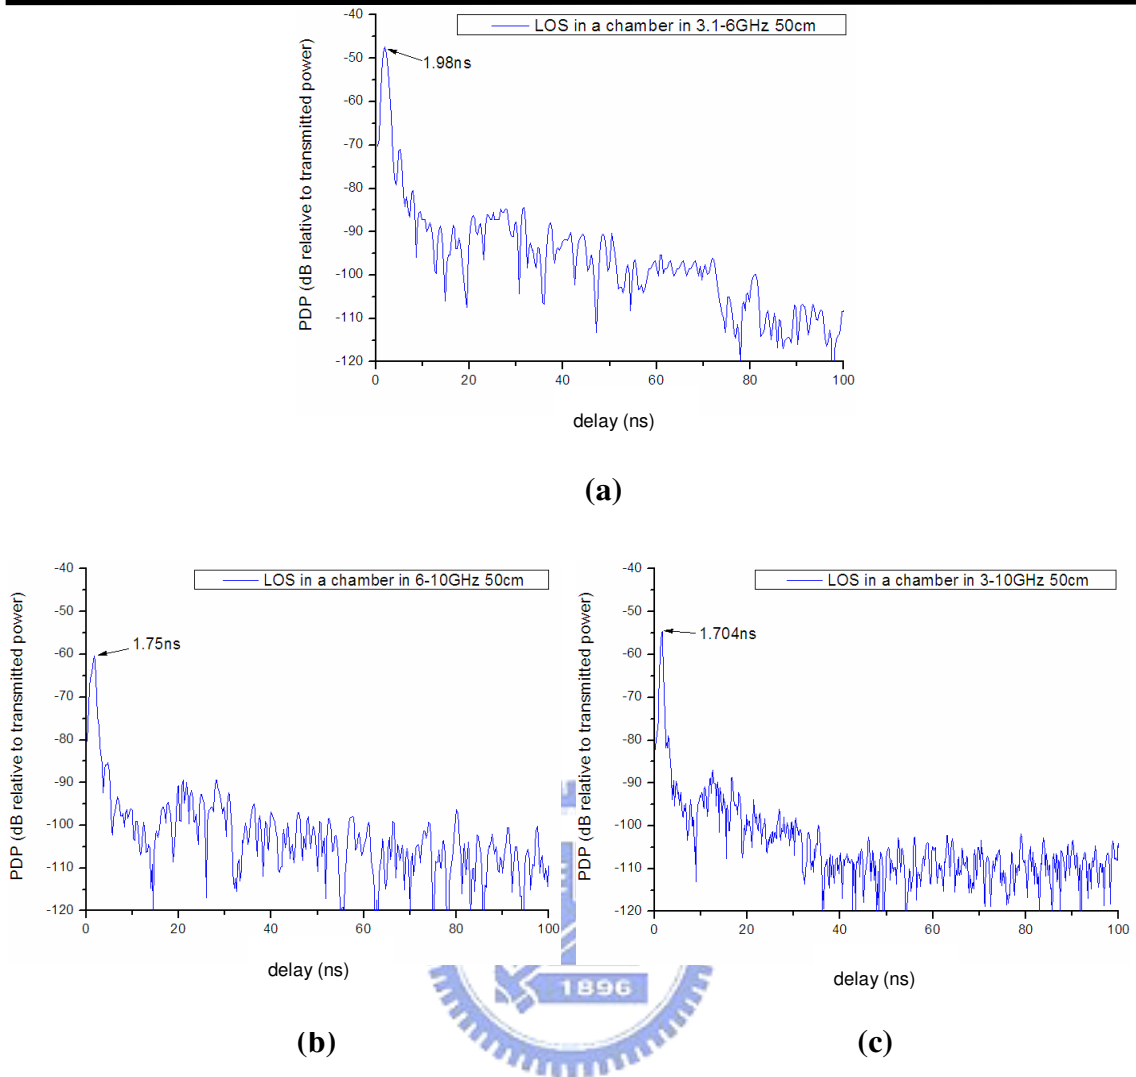 LOS in a chamber in 3.1-6GHz 50cm
-40
-50
-60
-70
-80
-90
-100
-110
-120
PDP (dB relative to transmitted power)
1.98ns
0 20 40 60 80 100
delay (ns)
(a)
LOS in a chamber in 6-10GHz 50cm
-40
-50
-60
-70
-80
-90
-100
-110
-120
PDP (dB relative to transmitted power)
1.75ns
0 20 40 60 80 100
delay (ns)
(b)
LOS in a chamber in 3-10GHz 50cm
-40
-50
-60
-70
-80
-90
-100
-110
-120
PDP (dB relative to transmitted power)
1.704ns
0 20 40 60 80 100
delay (ns)
(c)
1896